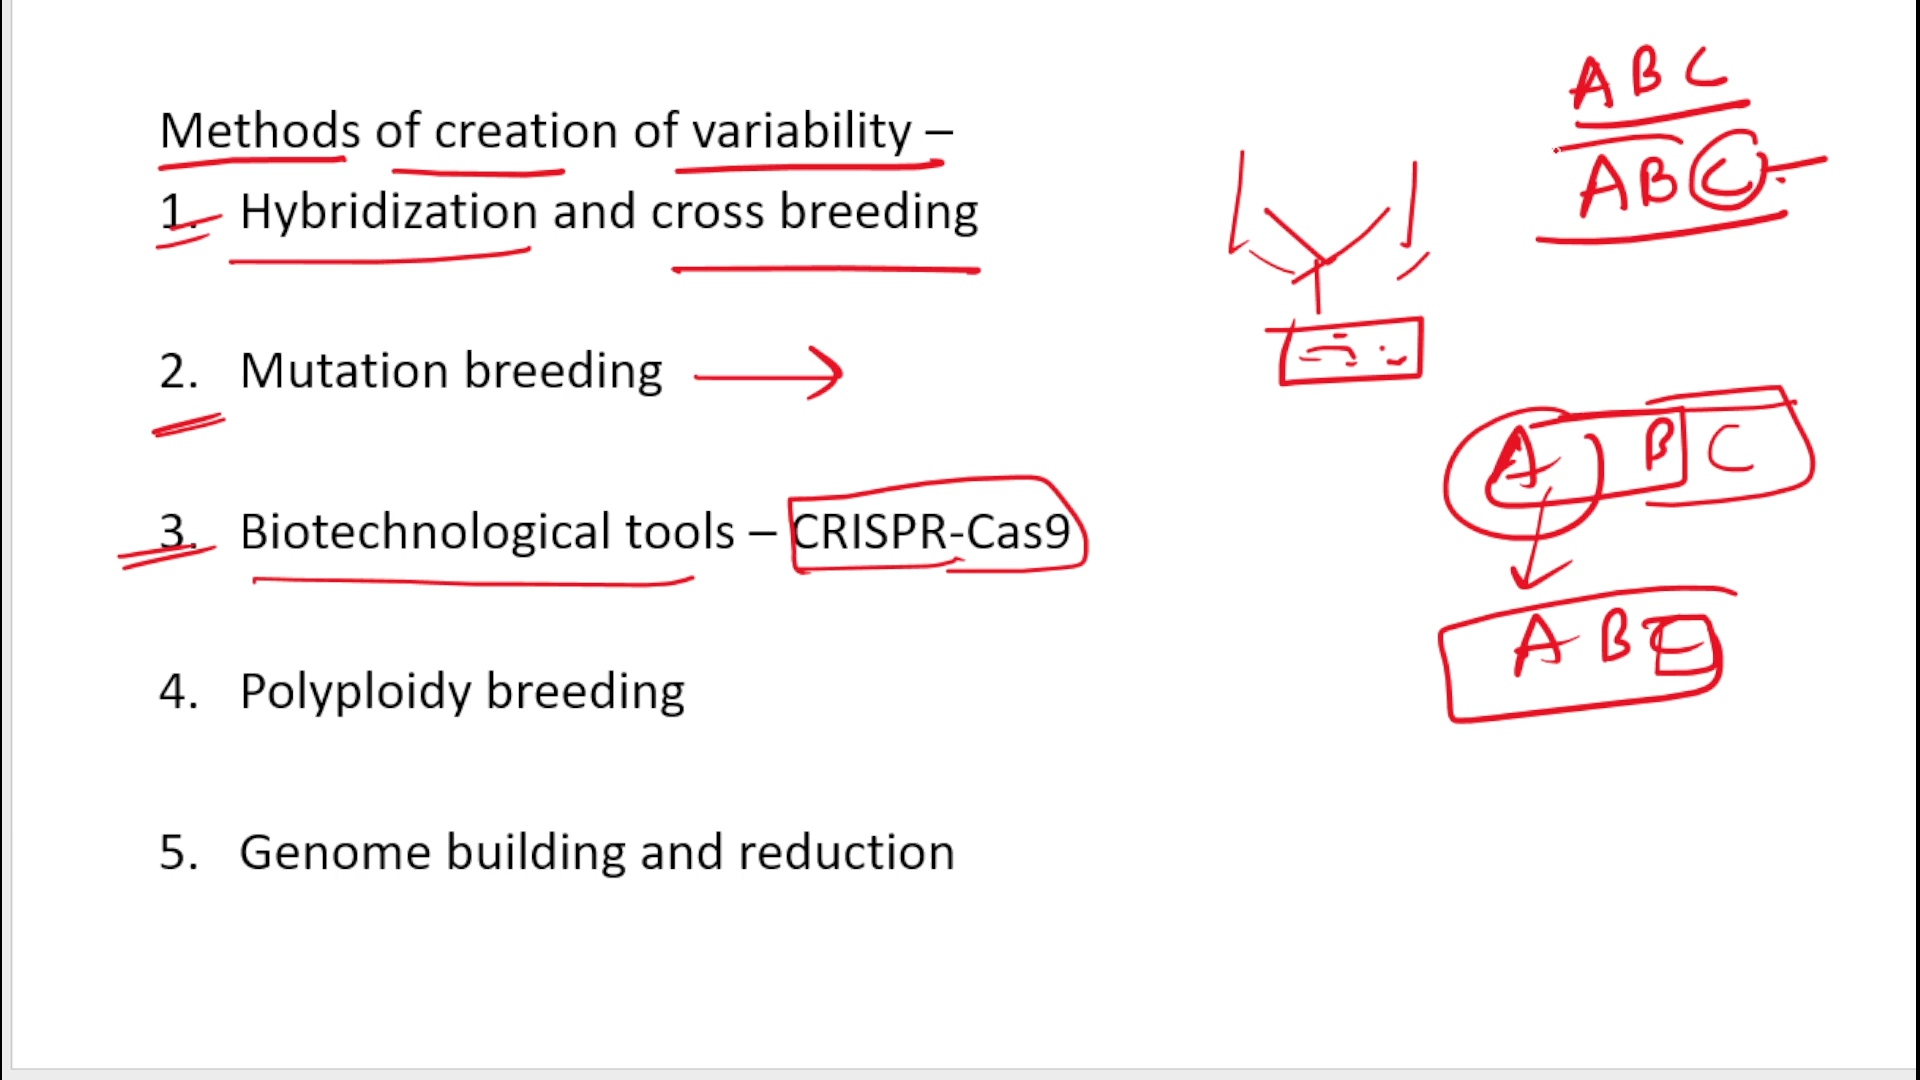 Methods of creation of variability –
1. Hybridization and cross breeding
2. Mutation breeding
3. Biotechnological tools – CRISPR-Cas9
4. Polyploidy breeding
5. Genome building and reduction
A B C
A B C
A B C
A B C